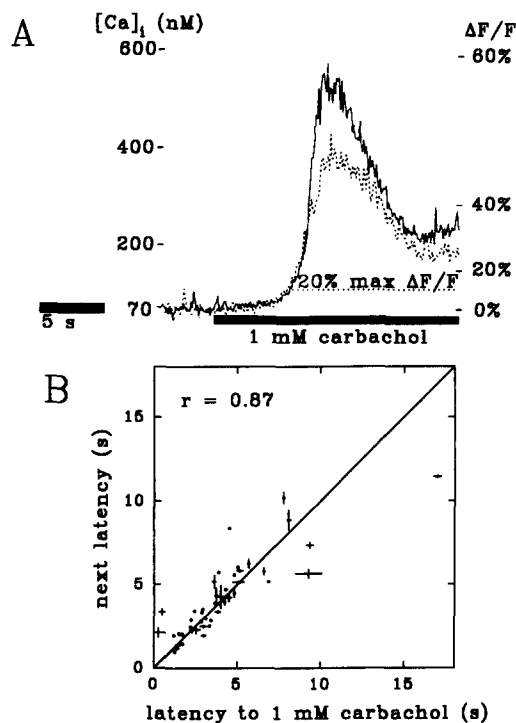 A
[Ca]i (nM)
ΔF/F
600-
- 60%
400-
- 40%
200-
- 20%
20% max ΔF/F
70
- 0%
5 s
1 mM carbachol
B
r = 0.87
next latency (s)
15
10
5
0
0 5 10 15
latency to 1 mM carbachol (s)